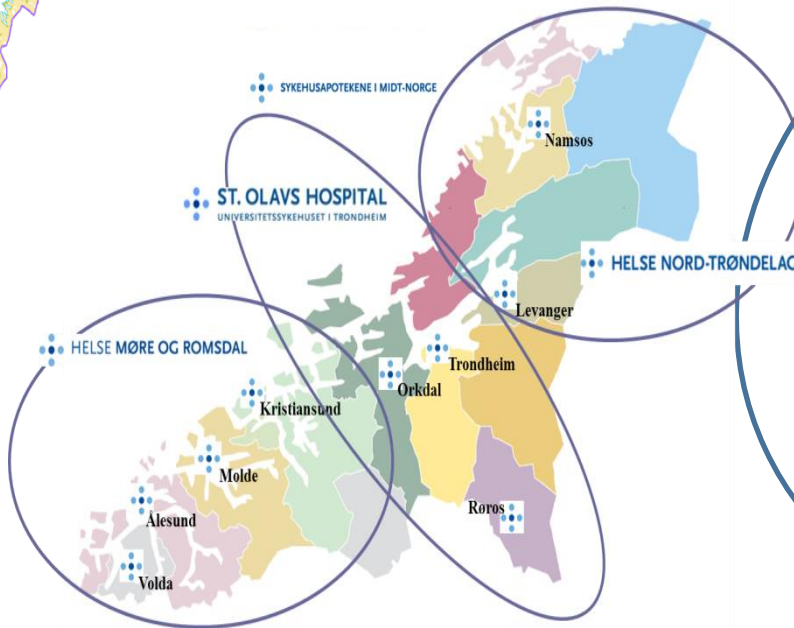 SYKEHUSAPOTEKENE I MIDT-NORGE
Namsos
ST. OLAVS HOSPITAL
UNIVERSITETSSYKEHUSET I TRONDHEIM
HELSE NORD-TRØNDELAG
Levanger
HELSE MØRE OG ROMSDAL
Trondheim
Orkdal
Kristiansund
Molde
Røros
Ålesund
Volda